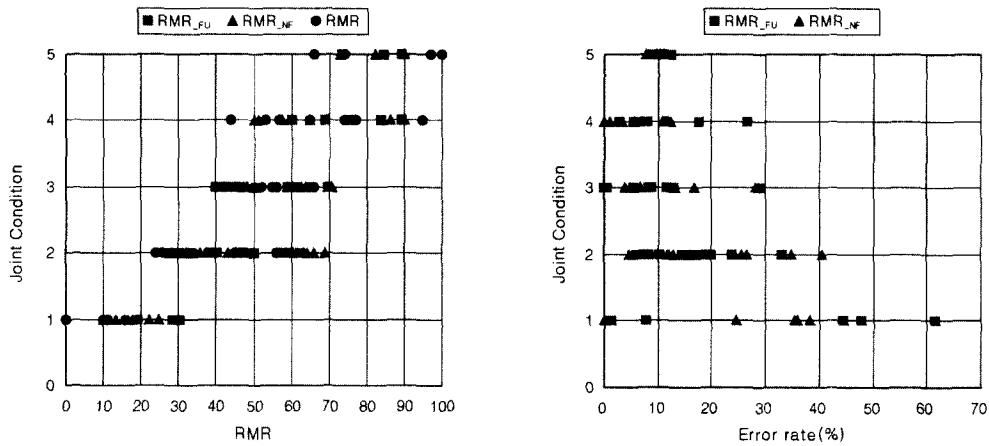 RMR_FU RMR_NF RMR
Joint Condition
5
4
3
2
1
0
0 10 20 30 40 50 60 70 80 90 100
RMR
RMR_FU RMR_NF
Joint Condition
5
4
3
2
1
0
0 10 20 30 40 50 60 70
Error rate(%)